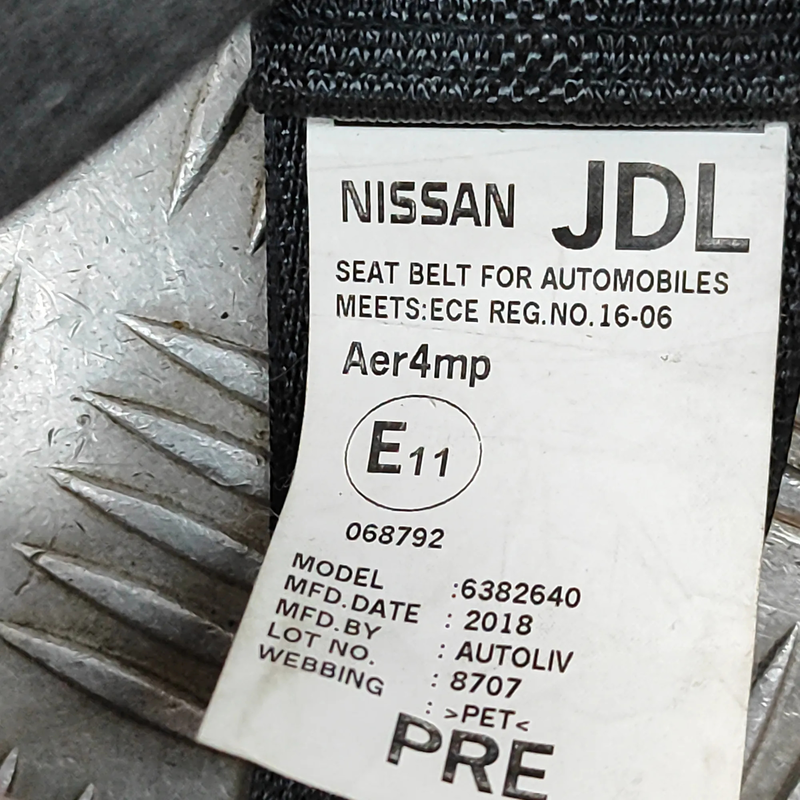 NISSAN JDL
SEAT BELT FOR AUTOMOBILES
MEETS:ECE REG.NO.16-06
Aer4mp
E11
068792
MODEL :6382640
MFD.DATE : 2018
MFD.BY : AUTOLIV
LOT NO. : 8707
WEBBING : >PET<
PRE